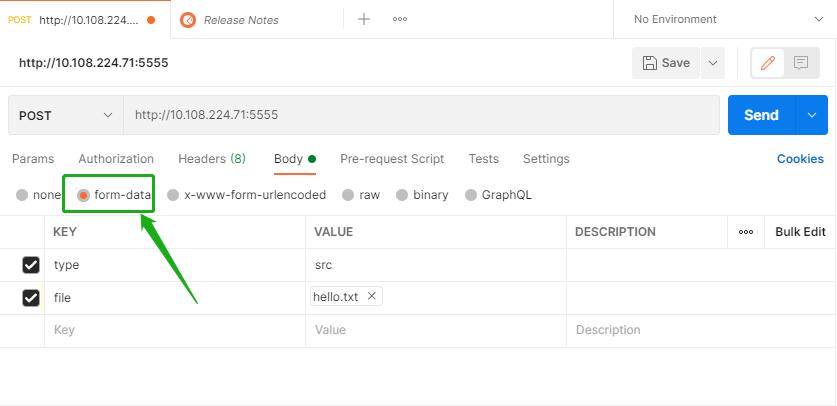 POST http://10.108.224.... Release Notes No Environment
http://10.108.224.71:5555 Save
POST http://10.108.224.71:5555 Send
Params Authorization Headers (8) Body Pre-request Script Tests Settings Cookies
none form-data x-www-form-urlencoded raw binary GraphQL
KEY VALUE DESCRIPTION Bulk Edit
type src
file hello.txt
Key Value Description